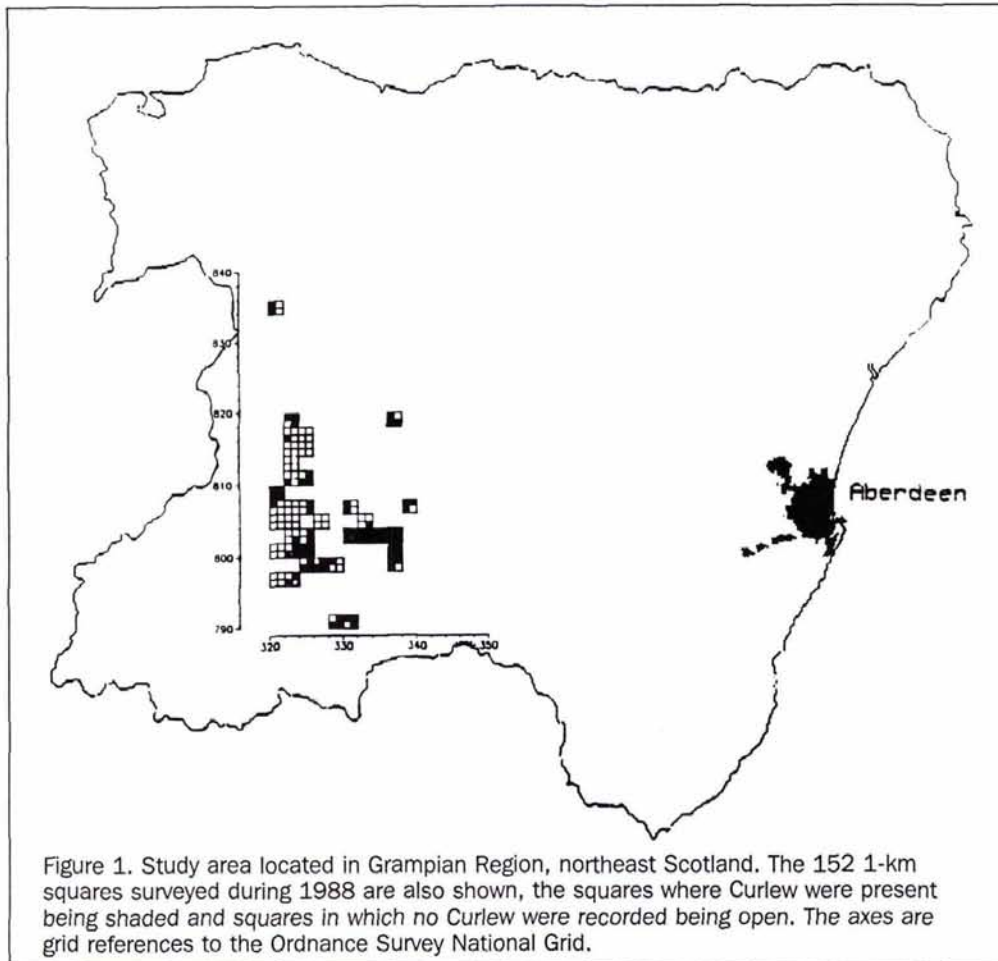 840
830
820
810
800
790
320 330 340 350
Aberdeen
Figure 1. Study area located in Grampian Region, northeast Scotland. The 152 1-km
squares surveyed during 1988 are also shown, the squares where Curlew were present
being shaded and squares in which no Curlew were recorded being open. The axes are
grid references to the Ordnance Survey National Grid.